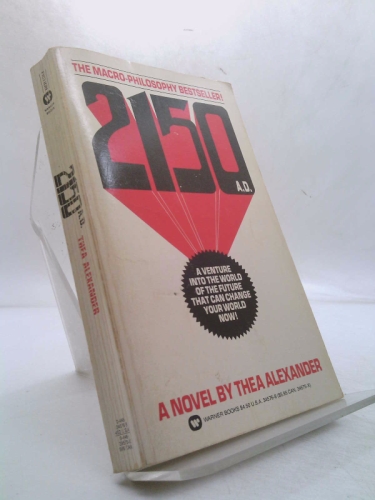 THE MACRO-PHILOSOPHY BESTSELLER!
2150
A.D.
A VENTURE
INTO THE WORLD
OF THE FUTURE
THAT CAN CHANGE
YOUR WORLD
NOW!
A NOVEL BY THEA ALEXANDER
WARNER BOOKS
2150
A.D.
THEA ALEXANDER